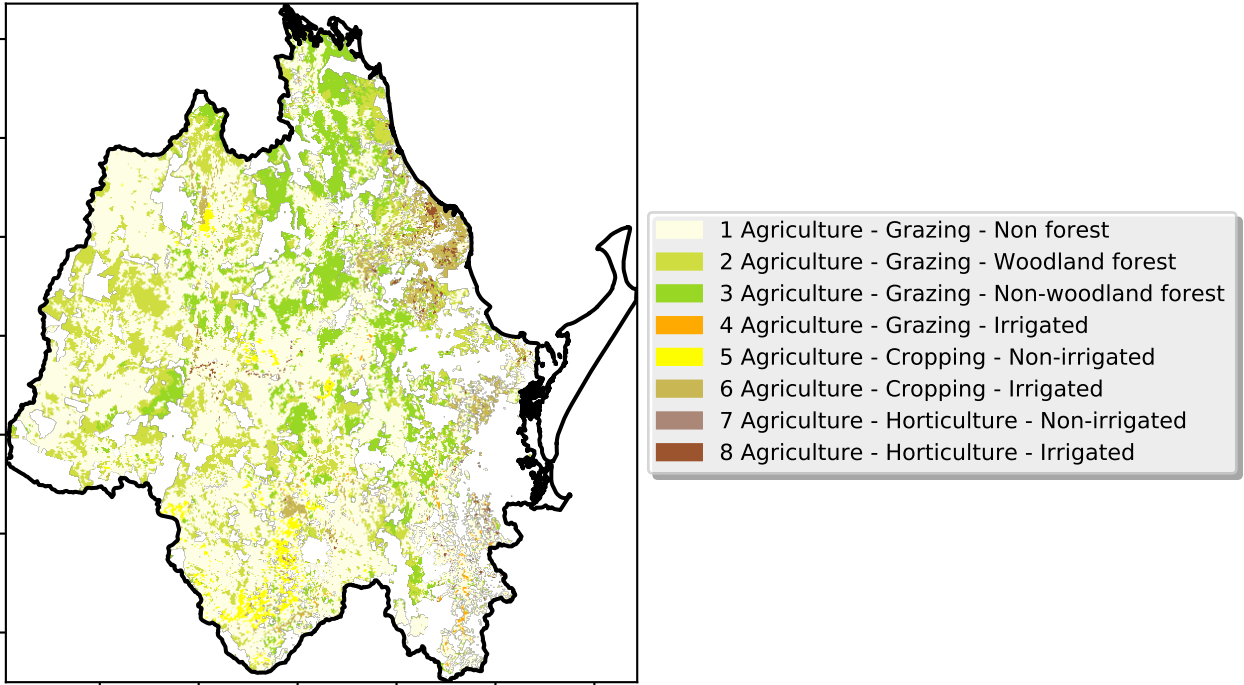 1 Agriculture - Grazing - Non forest
2 Agriculture - Grazing - Woodland forest
3 Agriculture - Grazing - Non-woodland forest
4 Agriculture - Grazing - Irrigated
5 Agriculture - Cropping - Non-irrigated
6 Agriculture - Cropping - Irrigated
7 Agriculture - Horticulture - Non-irrigated
8 Agriculture - Horticulture - Irrigated